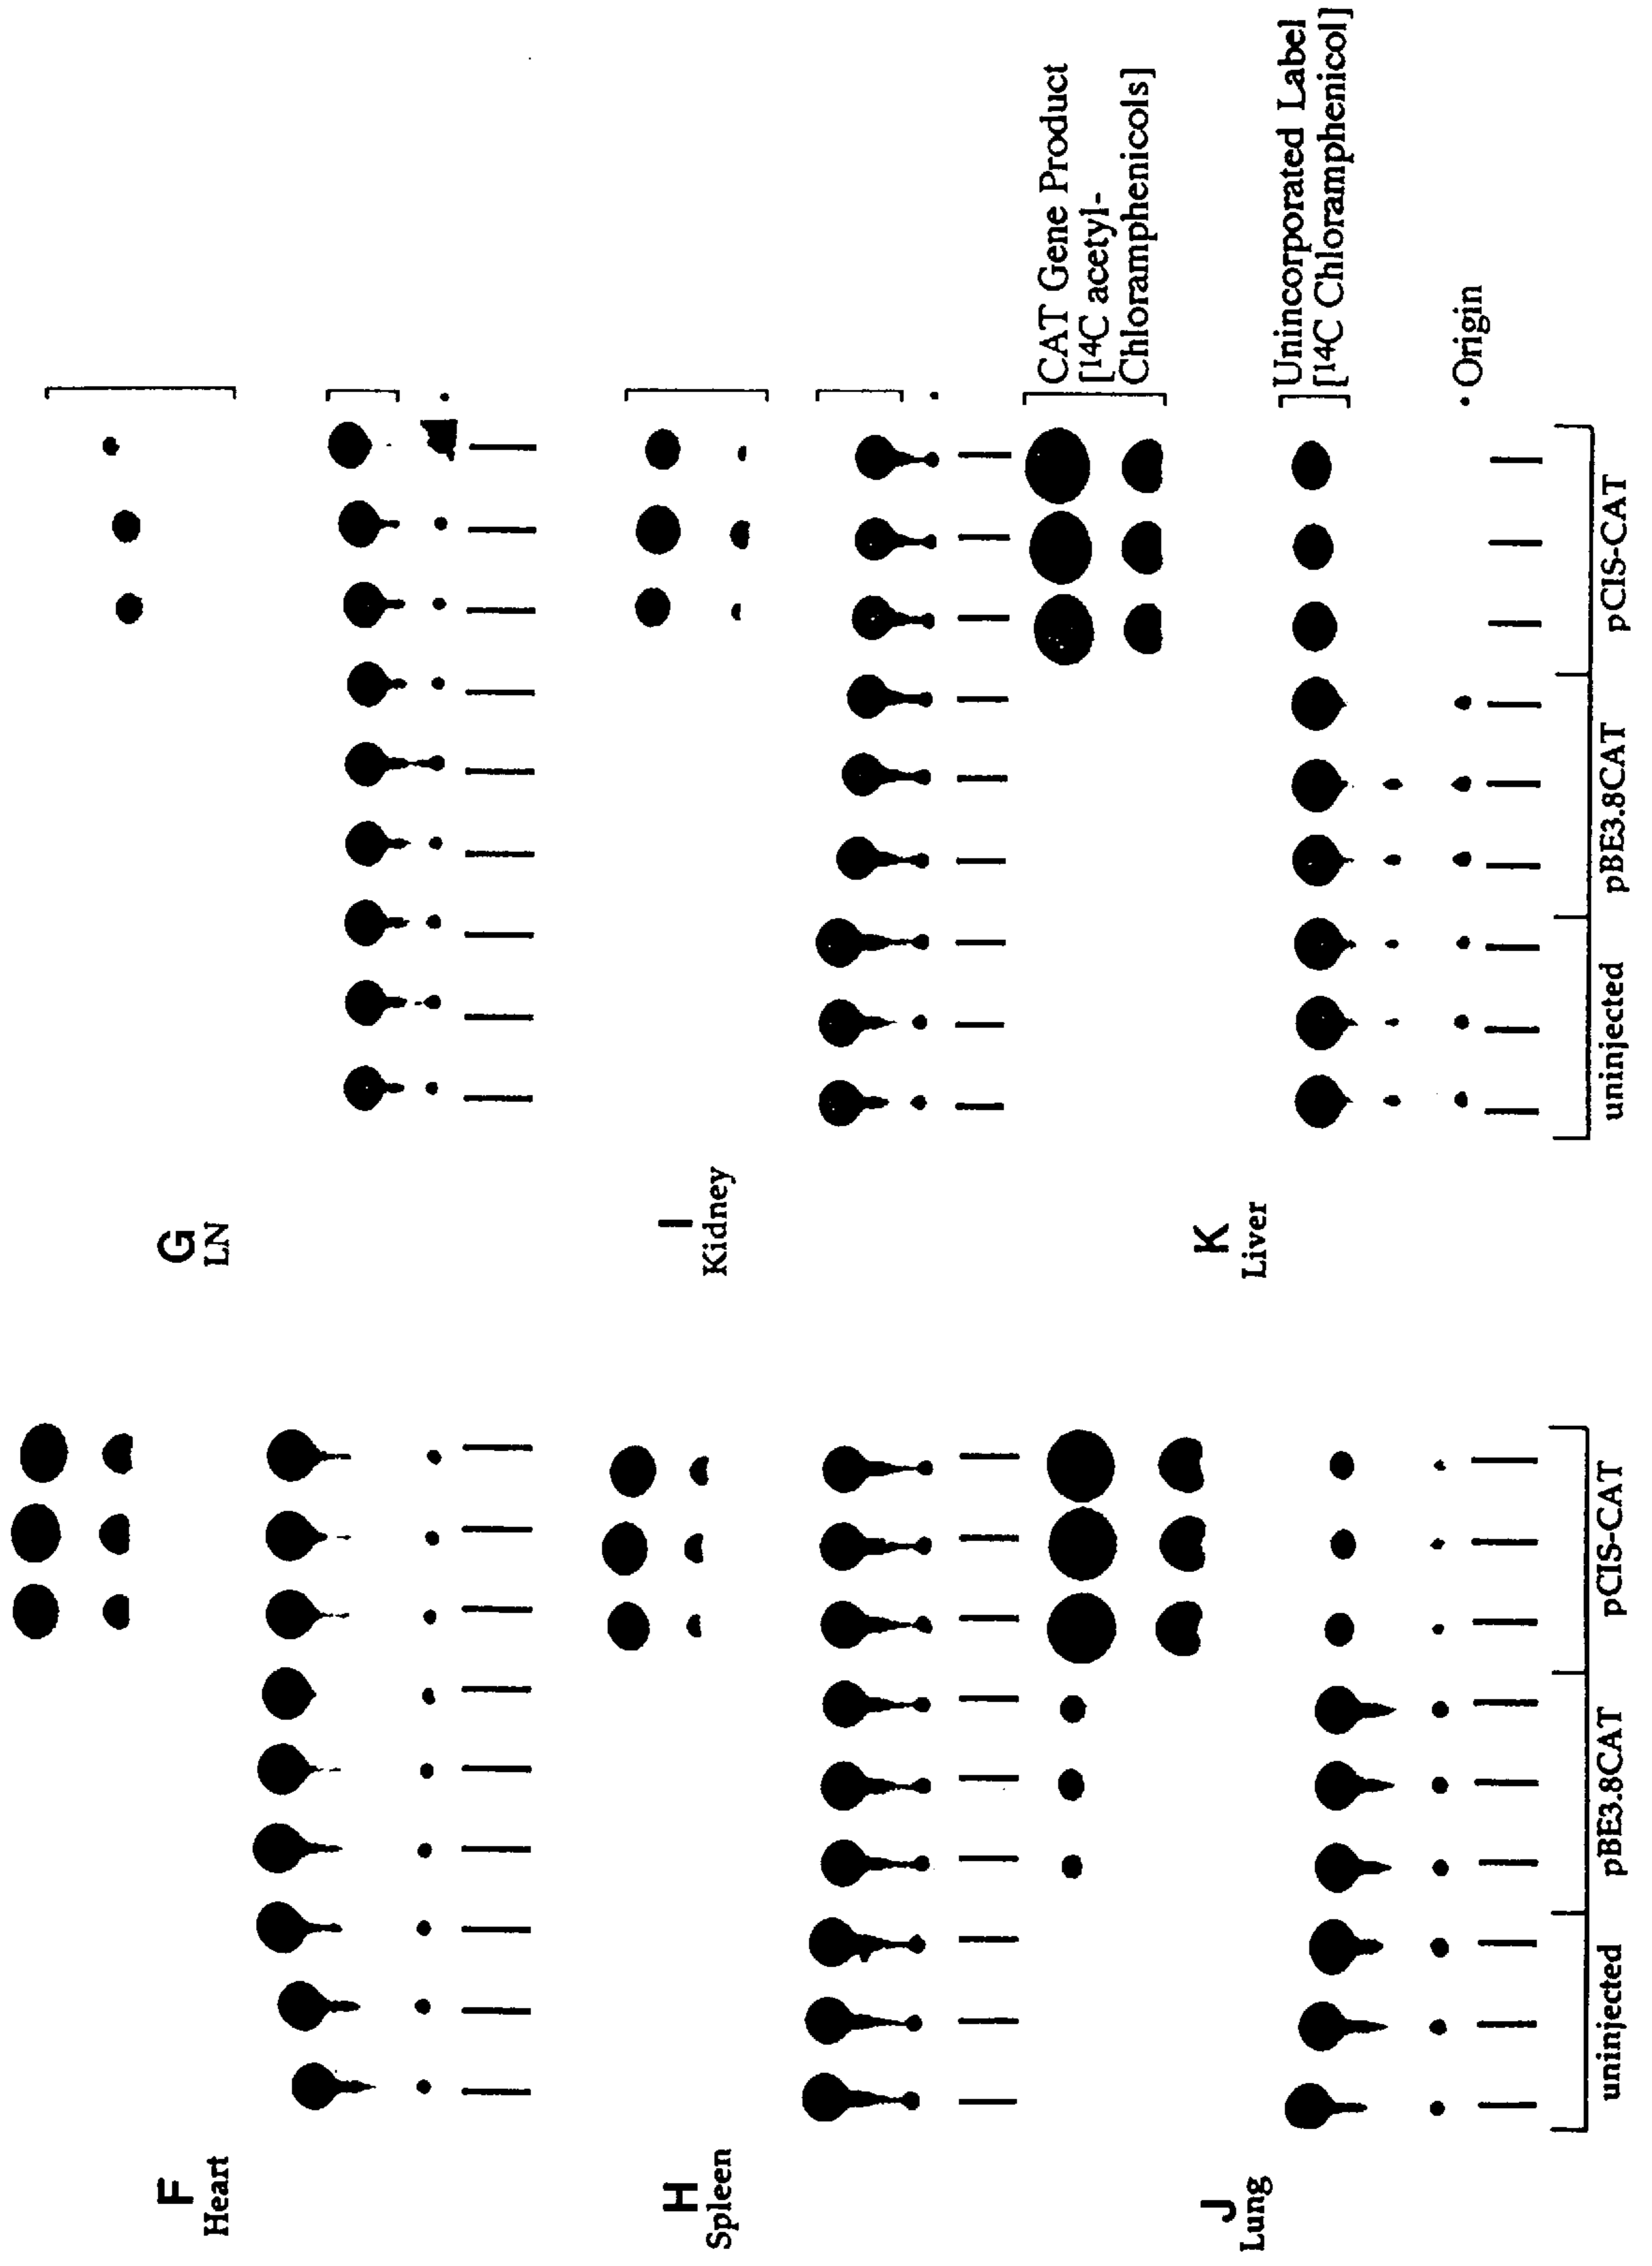 F
Heart
G
LN
H
Spleen
I
Kidney
J
Lung
K
Liver
CAT Gene Product
[14C acetyl-
Chloramphenicols]
Unincorporated Label
[14C Chloramphenicol]
• Origin
uninjected pBE3.8CAT pCIS-CAT
uninjected pBE3.8CAT pCIS-CAT